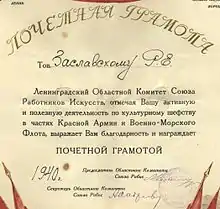 ПОЧЕТНАЯ ГРАМОТА
Тов. Заславскому Р.Е.
Ленинградский Областной Комитет Союза
Работников Искусств, отмечая Вашу активную
и полезную деятельность по культурному шефству
в частях Красной Армии и Военно-Морского
Флота, выражает Вам благодарность и награждает
ПОЧЕТНОЙ ГРАМОТОЙ
1940 г.
Председатель Областного Комитета
Союза Рабис
Секретарь Областного Комитета
Союза Рабис